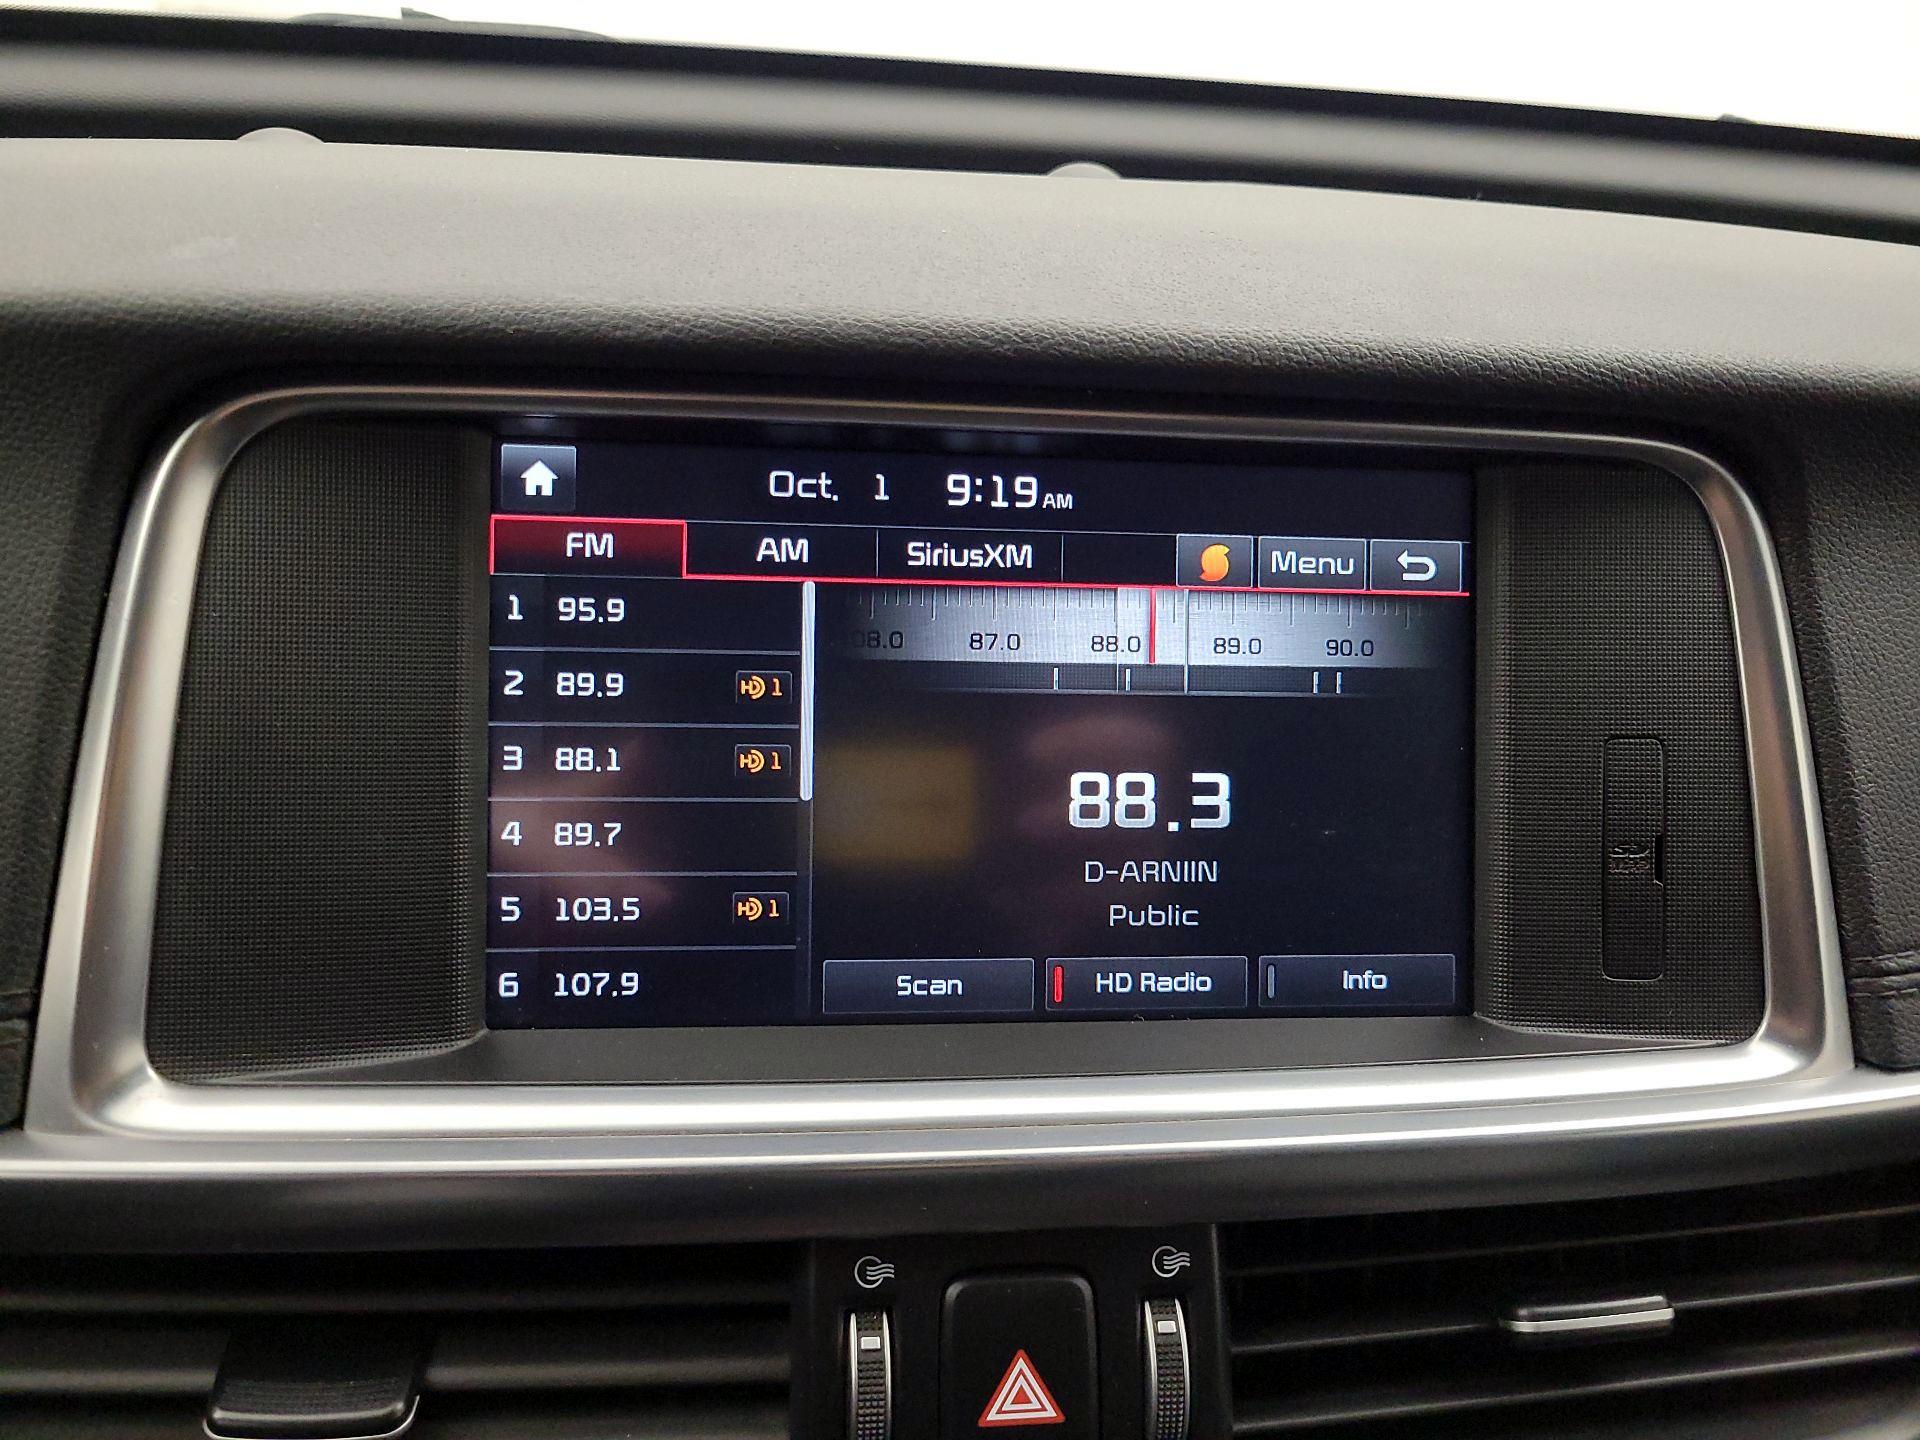 Oct. 1 9:19 AM
FM AM SiriusXM Menu
1 95.9
2 89.9 HD 1
3 88.1 HD 1
4 89.7
5 103.5 HD 1
6 107.9
87.0 88.0 89.0 90.0
88.3
D-ARNIIN
Public
Scan HD Radio Info